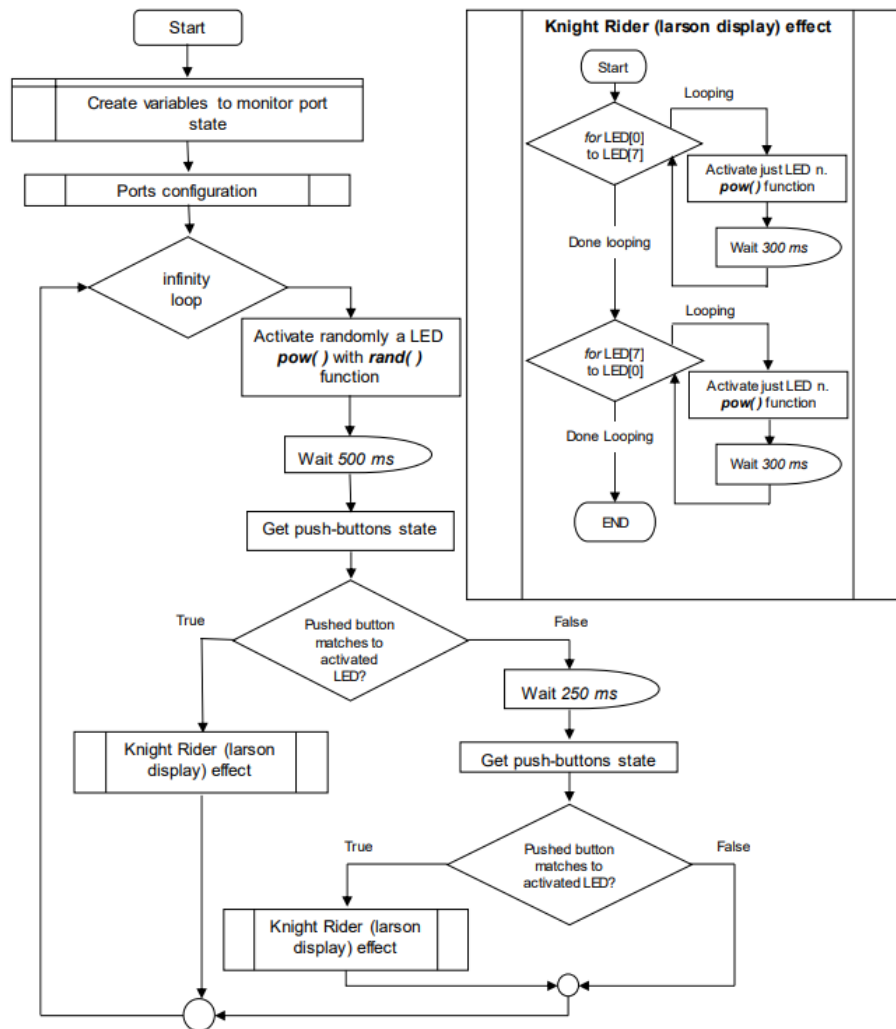 Start
Create variables to monitor port
state
Ports configuration
infinity
loop
Activate randomly a LED
pow( ) with rand( )
function
Wait 500 ms
Get push-buttons state
Pushed button
matches to
activated
LED?
True
False
Knight Rider (larson
display) effect
Wait 250 ms
Get push-buttons state
Pushed button
matches to
activated LED?
True
False
Knight Rider (larson
display) effect
Knight Rider (larson display) effect
Start
for LED[0]
to LED[7]
Looping
Activate just LED n.
pow( ) function
Wait 300 ms
Done looping
for LED[7]
to LED[0]
Looping
Activate just LED n.
pow() function
Wait 300 ms
Done Looping
END